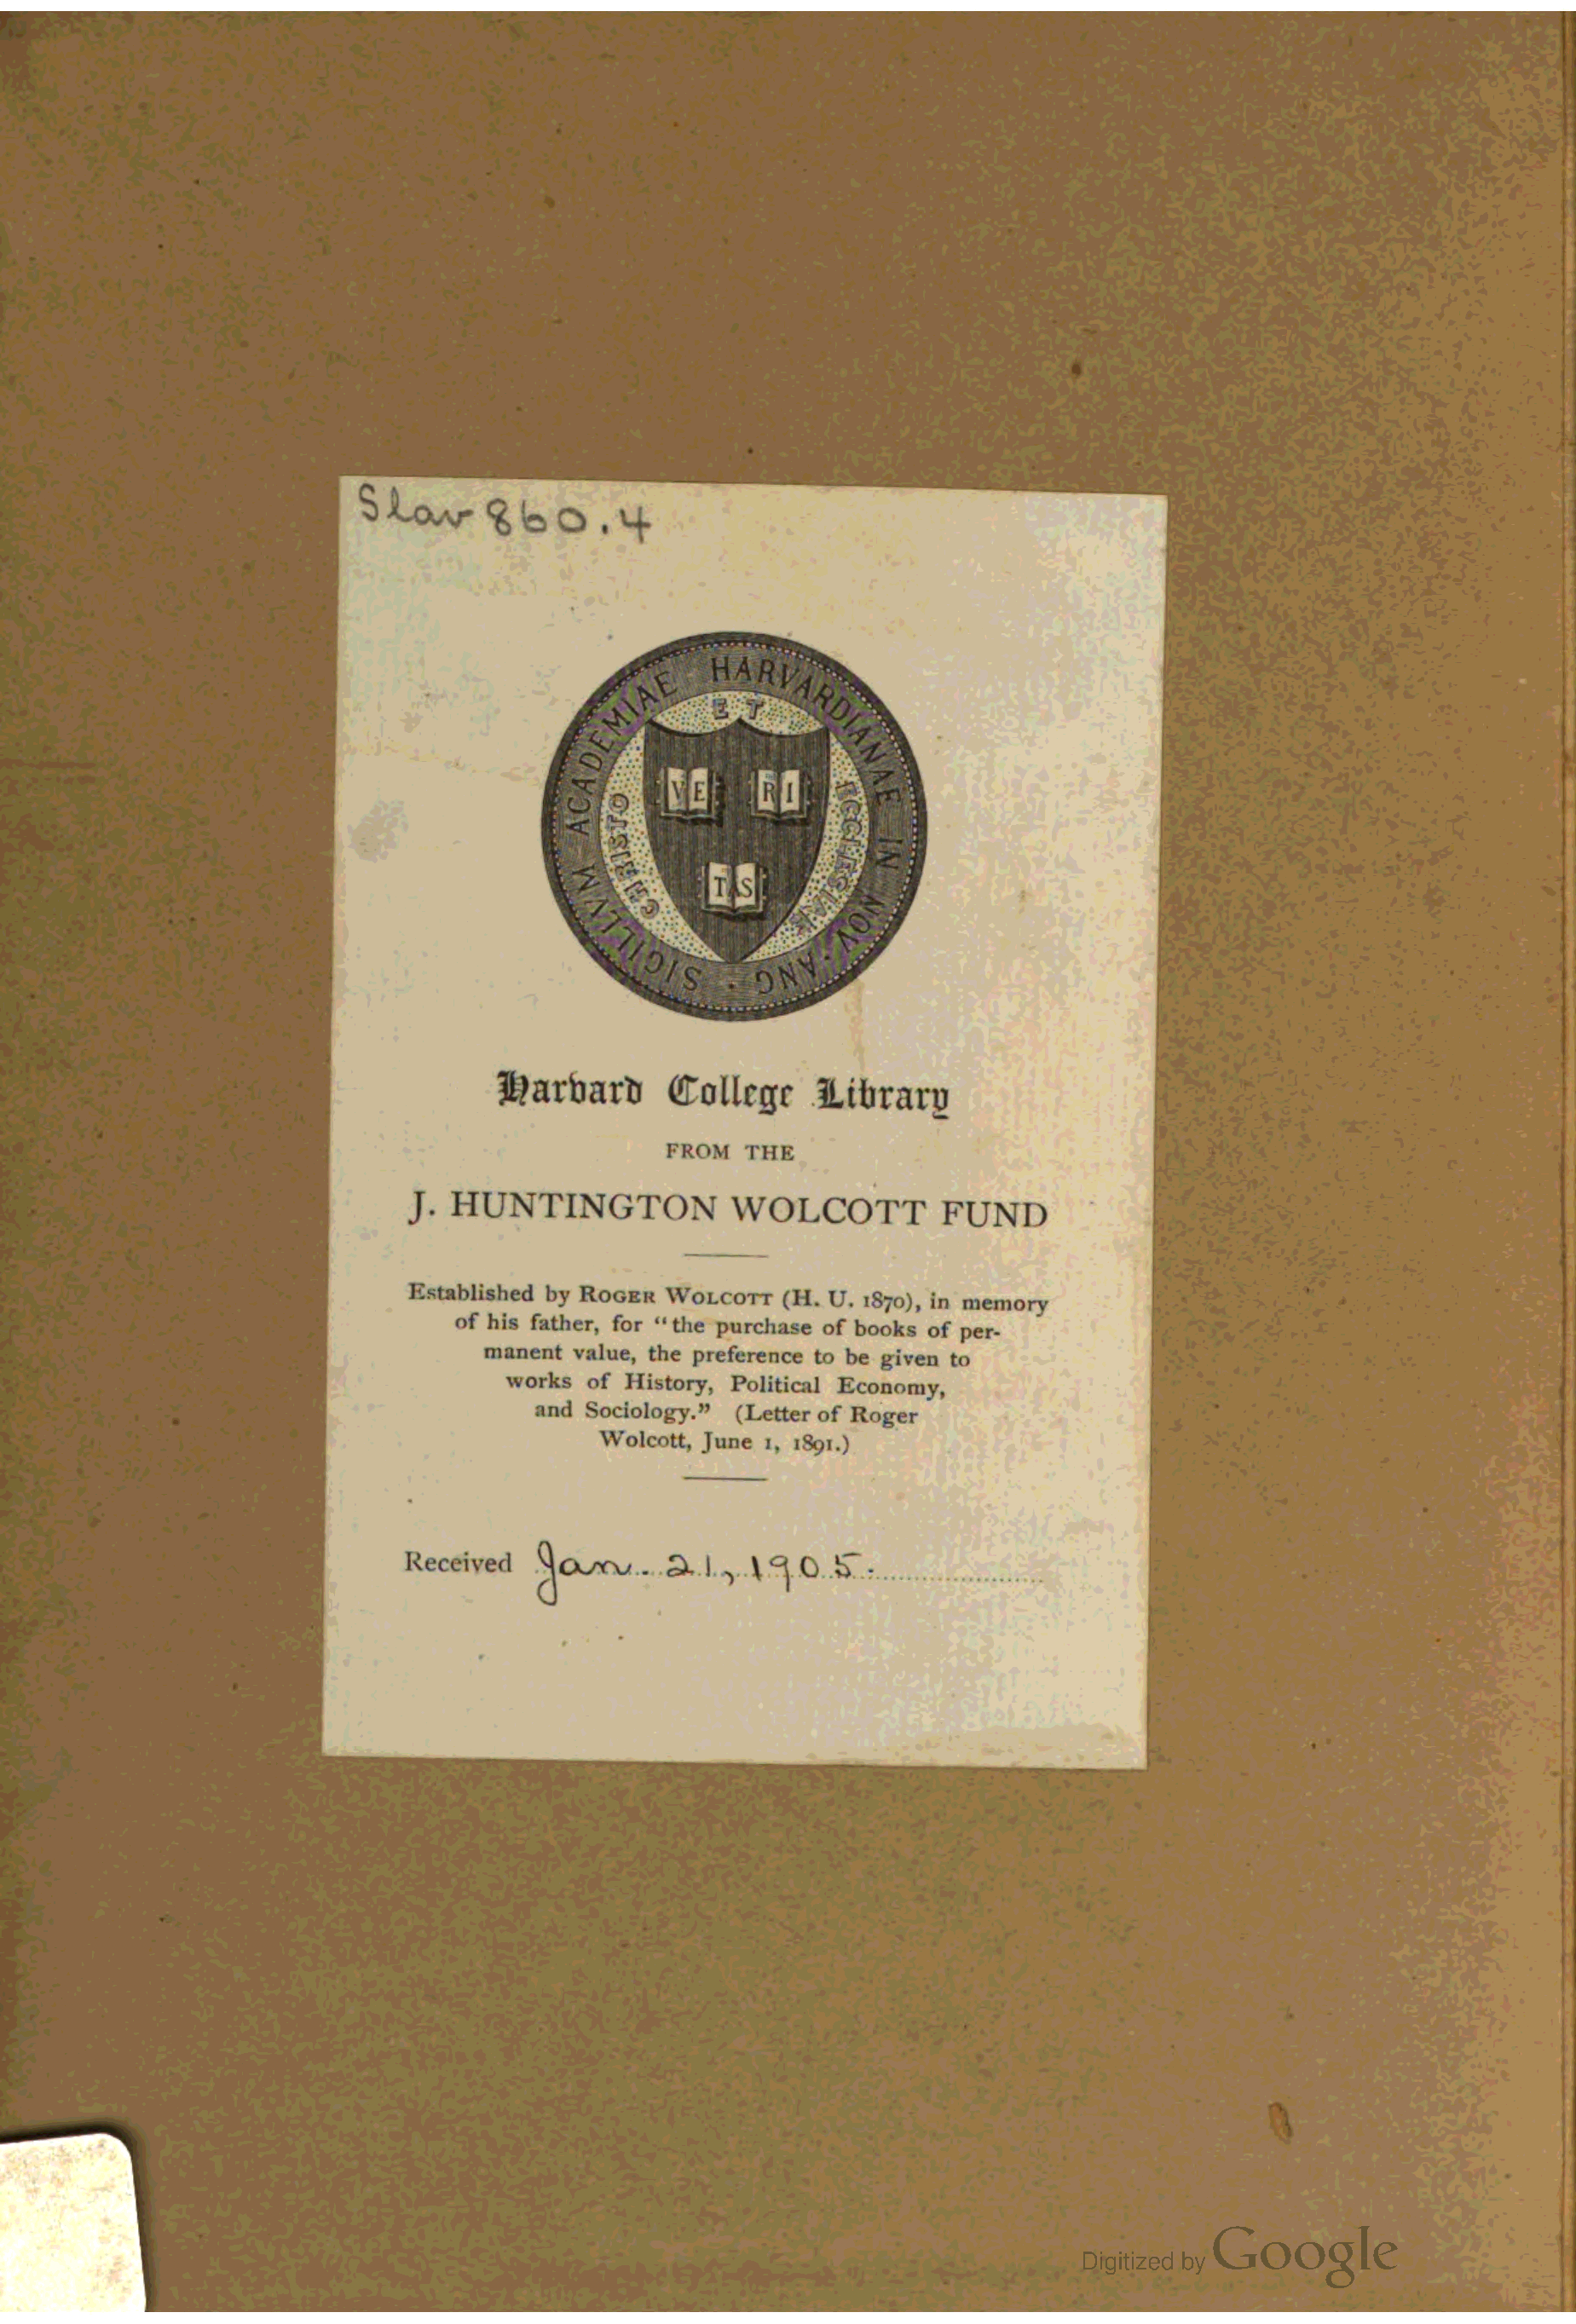 Slav 860.4
SIGILLVM ACADEMIAE HARVARDIANAE IN NOV. ANG.
CHRISTO ET ECCLESIAE
VE RI
TAS
Harvard College Library
FROM THE
J. HUNTINGTON WOLCOTT FUND
Established by ROGER WOLCOTT (H. U. 1870), in memory
of his father, for “the purchase of books of per-
manent value, the preference to be given to
works of History, Political Economy,
and Sociology.” (Letter of Roger
Wolcott, June 1, 1891.)
Received Jan. 21, 1905.
Digitized by Google